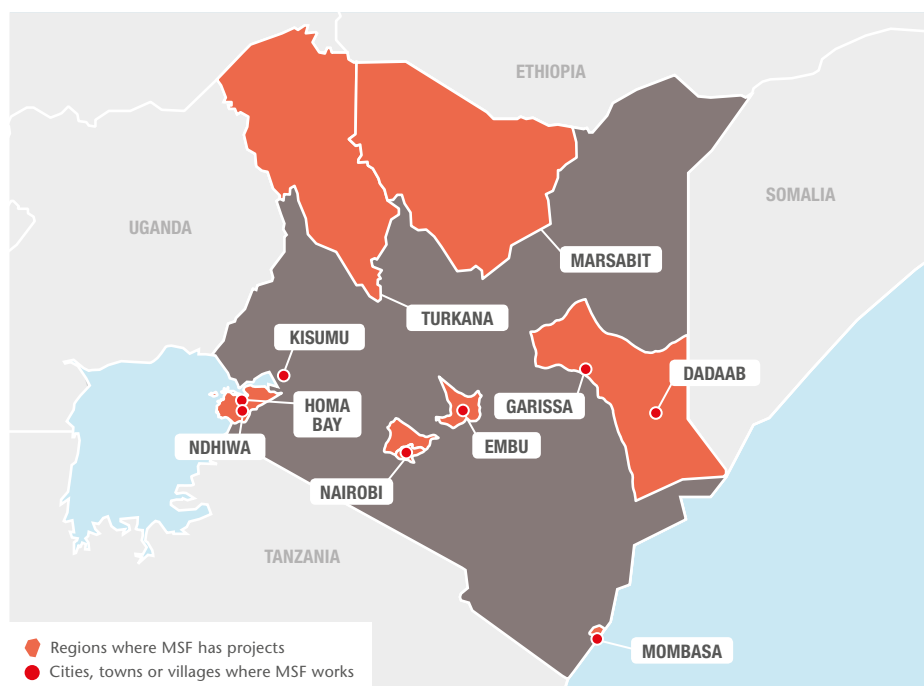 ETHIOPIA
SOMALIA
UGANDA
MARSABIT
TURKANA
KISUMU
DADAAB
GARISSA
HOMA
BAY
NDHIWA
EMBU
NAIROBI
TANZANIA
MOMBASA
Regions where MSF has projects
Cities, towns or villages where MSF works